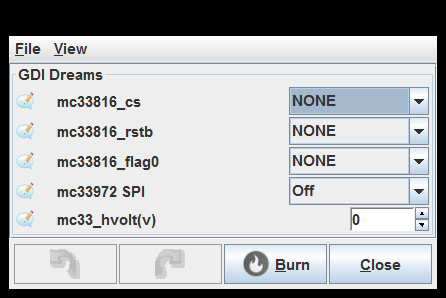 File View
GDI Dreams
mc33816_cs NONE
mc33816_rstb NONE
mc33816_flag0 NONE
mc33972 SPI Off
mc33_hvolt(v) 0
Burn Close